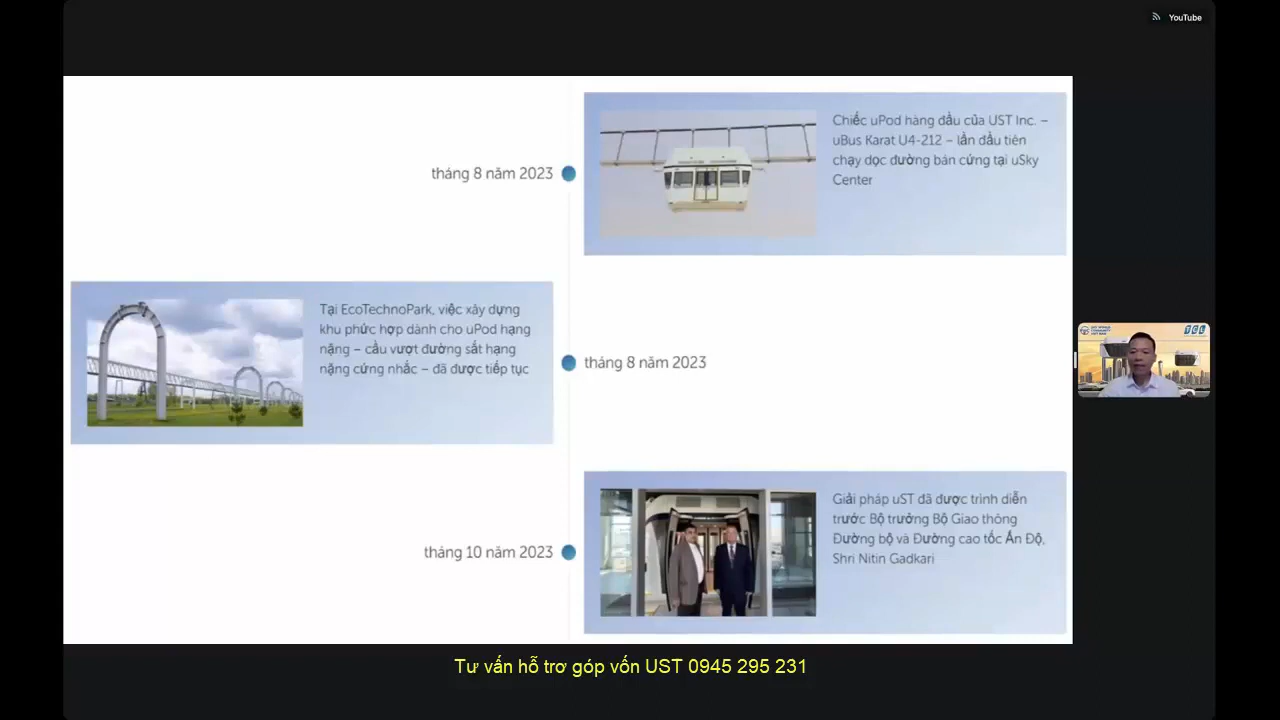 YouTube
tháng 8 năm 2023
Chiếc uPod hàng đầu của UST Inc. –
uBus Karat U4-212 – lần đầu tiên
chạy dọc đường bán cứng tại uSky
Center
Tại EcoTechnoPark, việc xây dựng
khu phức hợp dành cho uPod hạng
nặng – cầu vượt đường sắt hạng
nặng cứng nhắc – đã được tiếp tục
tháng 8 năm 2023
tháng 10 năm 2023
Giải pháp uST đã được trình diễn
trước Bộ trưởng Bộ Giao thông
Đường bộ và Đường cao tốc Ấn Độ,
Shri Nitin Gadkari
Tư vấn hỗ trơ góp vốn UST 0945 295 231